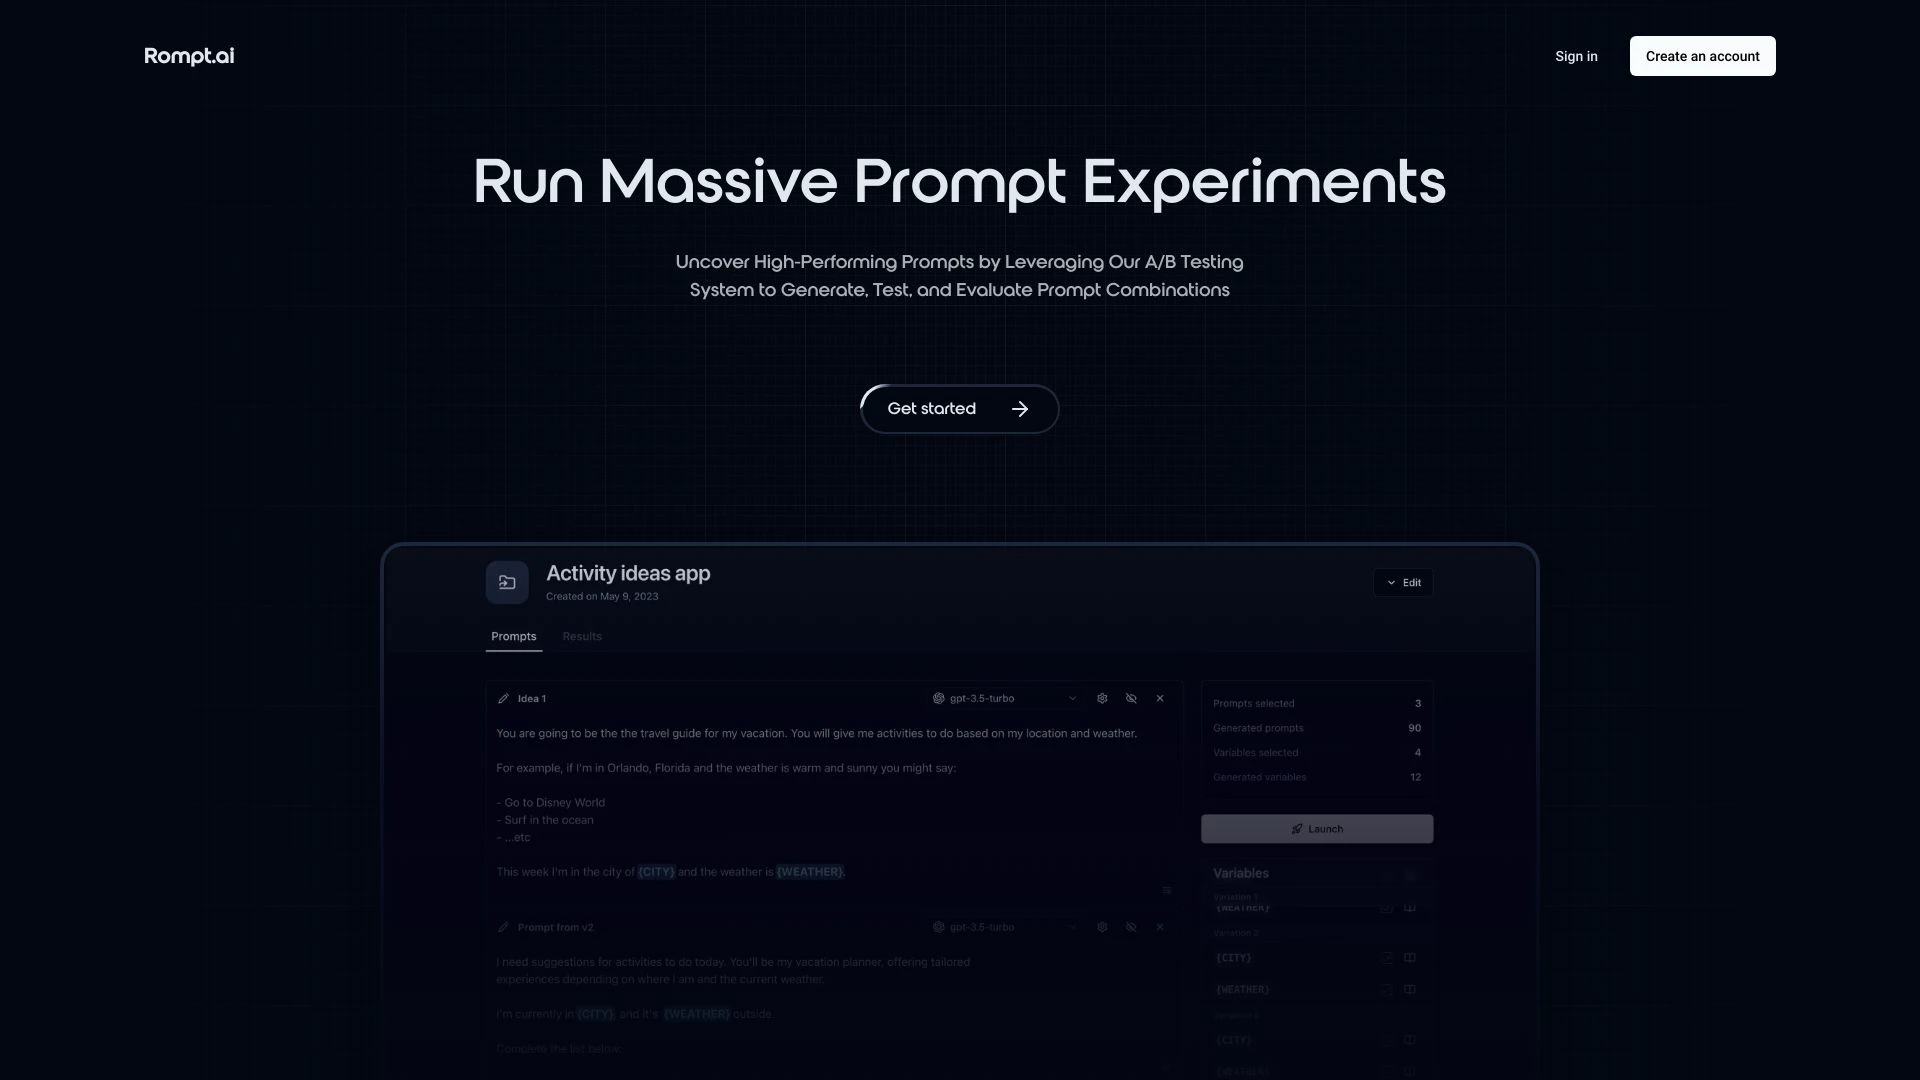 Rompt.ai
Sign in
Create an account
Run Massive Prompt Experiments
Uncover High-Performing Prompts by Leveraging Our A/B Testing
System to Generate, Test, and Evaluate Prompt Combinations
Get started
Activity ideas app
Created on May 9, 2023
Edit
Prompts
Results
Idea 1
gpt-3.5-turbo
You are going to be the the travel guide for my vacation. You will give me activities to do based on my location and weather.
For example, if I'm in Orlando, Florida and the weather is warm and sunny you might say:
- Go to Disney World
- Surf in the ocean
- ...etc
This week I'm in the city of {CITY} and the weather is {WEATHER}.
Prompt from v2
gpt-3.5-turbo
I need suggestions for activities to do today. You'll be my vacation planner, offering tailored
experiences depending on where I am and the current weather.
I'm currently in {CITY}, and it's {WEATHER} outside.
Complete the list below:
Prompts selected 3
Generated prompts 90
Variables selected 4
Generated variables 12
Launch
Variables
Variation 1
{WEATHER}
Variation 2
{CITY}
{WEATHER}
{CITY}
{WEATHER}